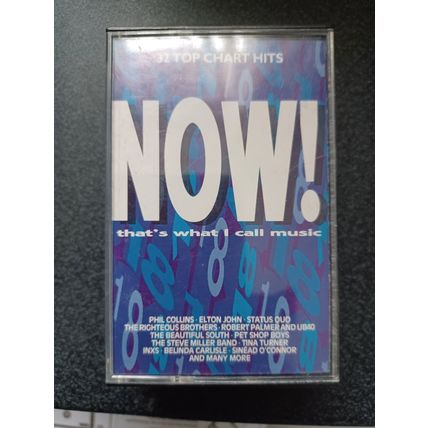 32 TOP CHART HITS
NOW!
that's what I call music
PHIL COLLINS · ELTON JOHN · STATUS QUO
THE RIGHTEOUS BROTHERS · ROBERT PALMER AND UB40
THE BEAUTIFUL SOUTH · PET SHOP BOYS
THE STEVE MILLER BAND · TINA TURNER
INXS · BELINDA CARLISLE · SINÉAD O'CONNOR
AND MANY MORE